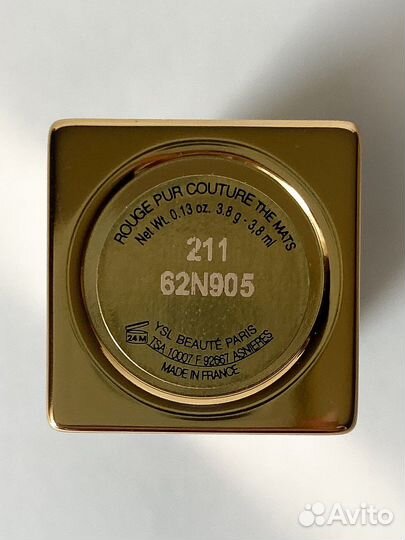 ROUGE PUR COUTURE THE MATS
Net Wt. 0.13 oz. 3.8 g - 3,8 ml
211
62N905
24 M
YSL BEAUTÉ PARIS
TSA 10007 F 92667 ASNIERES
MADE IN FRANCE
Avito